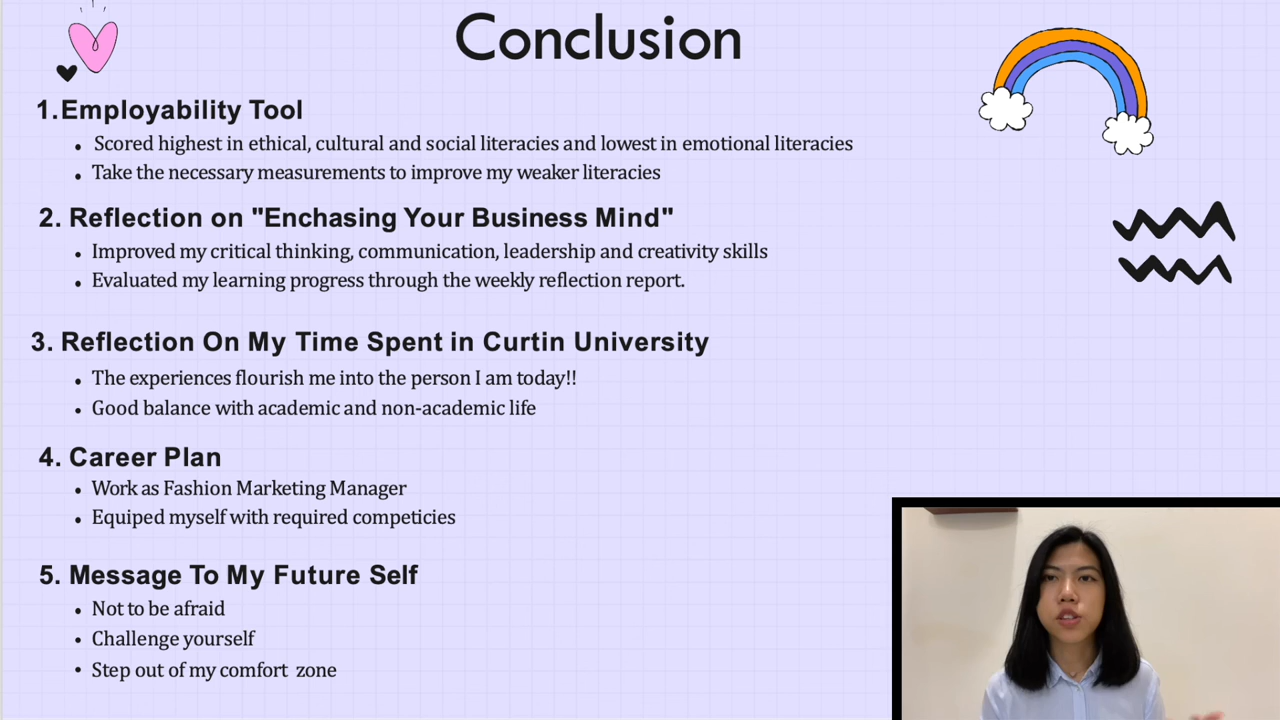 Conclusion
1.Employability Tool
• Scored highest in ethical, cultural and social literacies and lowest in emotional literacies
• Take the necessary measurements to improve my weaker literacies
2. Reflection on "Enchasing Your Business Mind"
• Improved my critical thinking, communication, leadership and creativity skills
• Evaluated my learning progress through the weekly reflection report.
3. Reflection On My Time Spent in Curtin University
• The experiences flourish me into the person I am today!!
• Good balance with academic and non-academic life
4. Career Plan
• Work as Fashion Marketing Manager
• Equiped myself with required competicies
5. Message To My Future Self
• Not to be afraid
• Challenge yourself
• Step out of my comfort zone